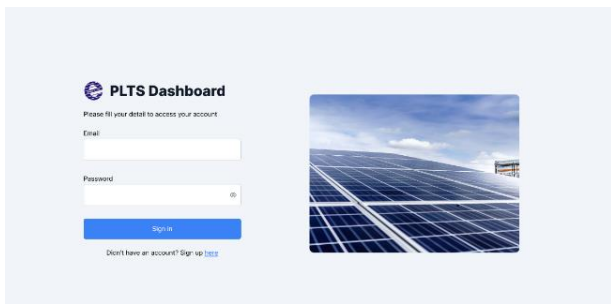 PLTS Dashboard
Please fill your detail to access your account
Email
Password
Sign in
Didn't have an account? Sign up here